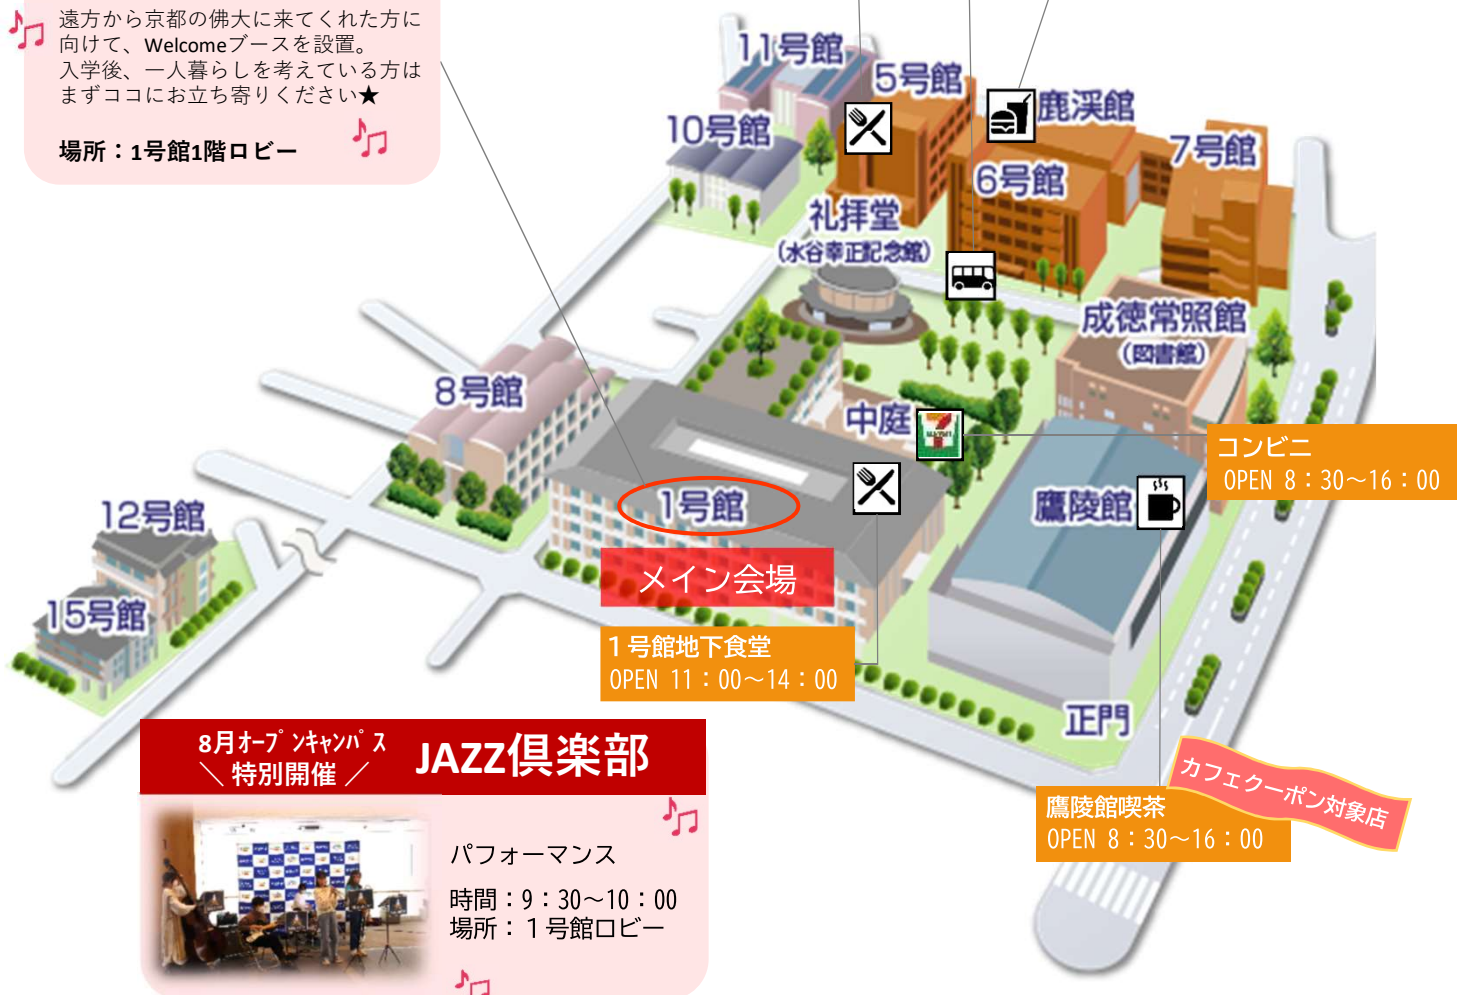 遠方から京都の佛大に来てくれた方に
向けて、Welcomeブースを設置。
入学後、一人暮らしを考えている方は
まずココにお立ち寄りください★
場所：1号館1階ロビー
11号館
5号館
鹿渓館
10号館
7号館
6号館
礼拝堂
（水谷幸正記念館）
成徳常照館
（図書館）
8号館
中庭
コンビニ
OPEN 8：30～16：00
1号館
鷹陵館
12号館
メイン会場
15号館
１号館地下食堂
OPEN 11：00～14：00
正門
8月オープンキャンパス
＼ 特別開催 ／
JAZZ倶楽部
カフェクーポン対象店
鷹陵館喫茶
OPEN 8：30～16：00
パフォーマンス
時間：9：30～10：00
場所：１号館ロビー